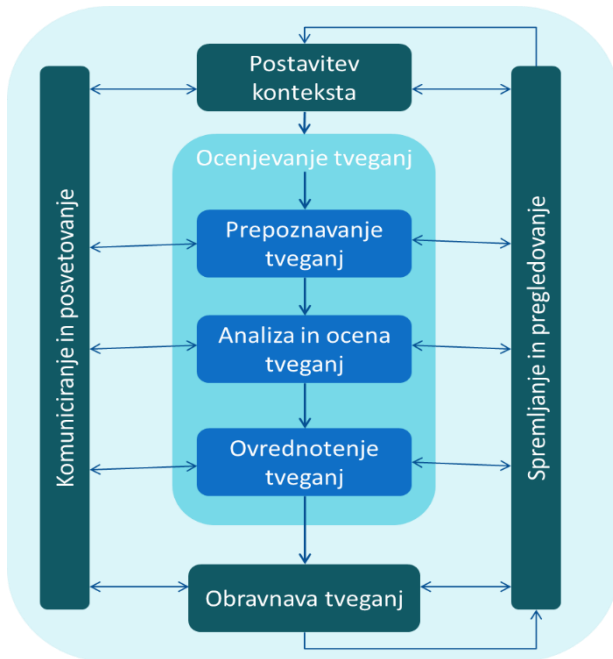 Postavitev
konteksta
Ocenjevanje tveganj
Prepoznavanje
tveganj
Analiza in ocena
tveganj
Ovrednotenje
tveganj
Obravnava tveganj
Komuniciranje in posvetovanje
Spremljanje in pregledovanje